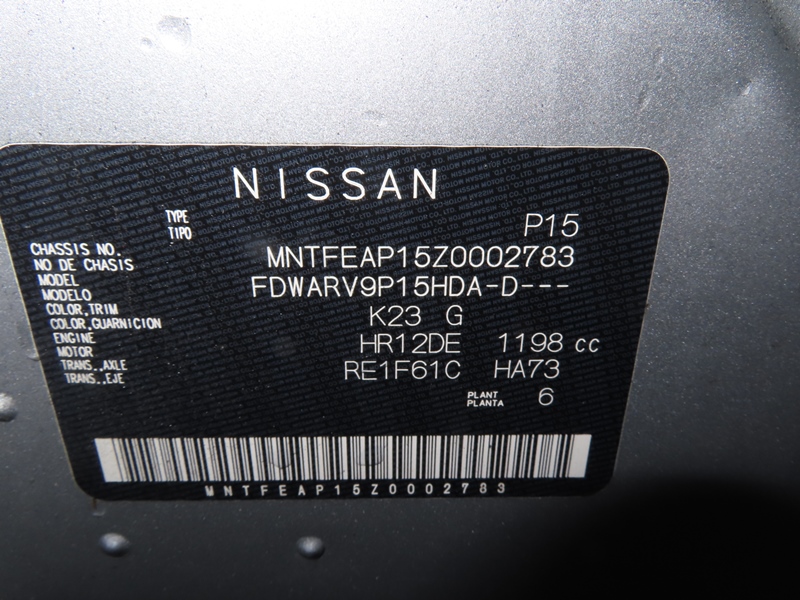 NISSAN
TYPE
TIPO P15
CHASSIS NO. MNTFEAP15Z0002783
NO DE CHASIS
MODEL FDWARV9P15HDA-D---
MODELO
COLOR,TRIM K23 G
COLOR,GUARNICION
ENGINE HR12DE 1198 cc
MOTOR
TRANS.,AXLE RE1F61C HA73
TRANS.,EJE
PLANT 6
PLANTA
MNTFEAP15Z0002783